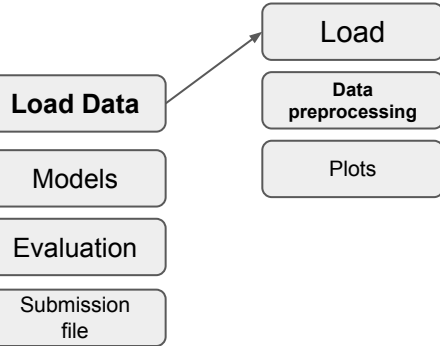 Load Data
Models
Evaluation
Submission
file
Load
Data
preprocessing
Plots